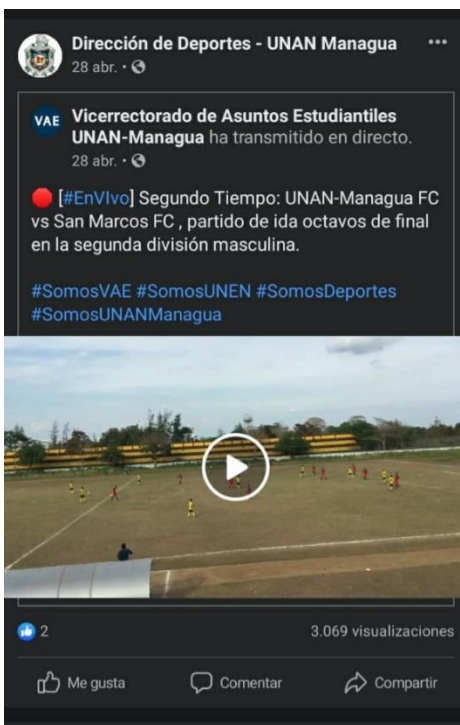 Dirección de Deportes - UNAN Managua
28 abr.
VAE
Vicerrectorado de Asuntos Estudiantiles
UNAN-Managua ha transmitido en directo.
28 abr.
[#EnVIvo] Segundo Tiempo: UNAN-Managua FC
vs San Marcos FC , partido de ida octavos de final
en la segunda división masculina.
#SomosVAE #SomosUNEN #SomosDeportes
#SomosUNANManagua
2
3.069 visualizaciones
Me gusta
Comentar
Compartir